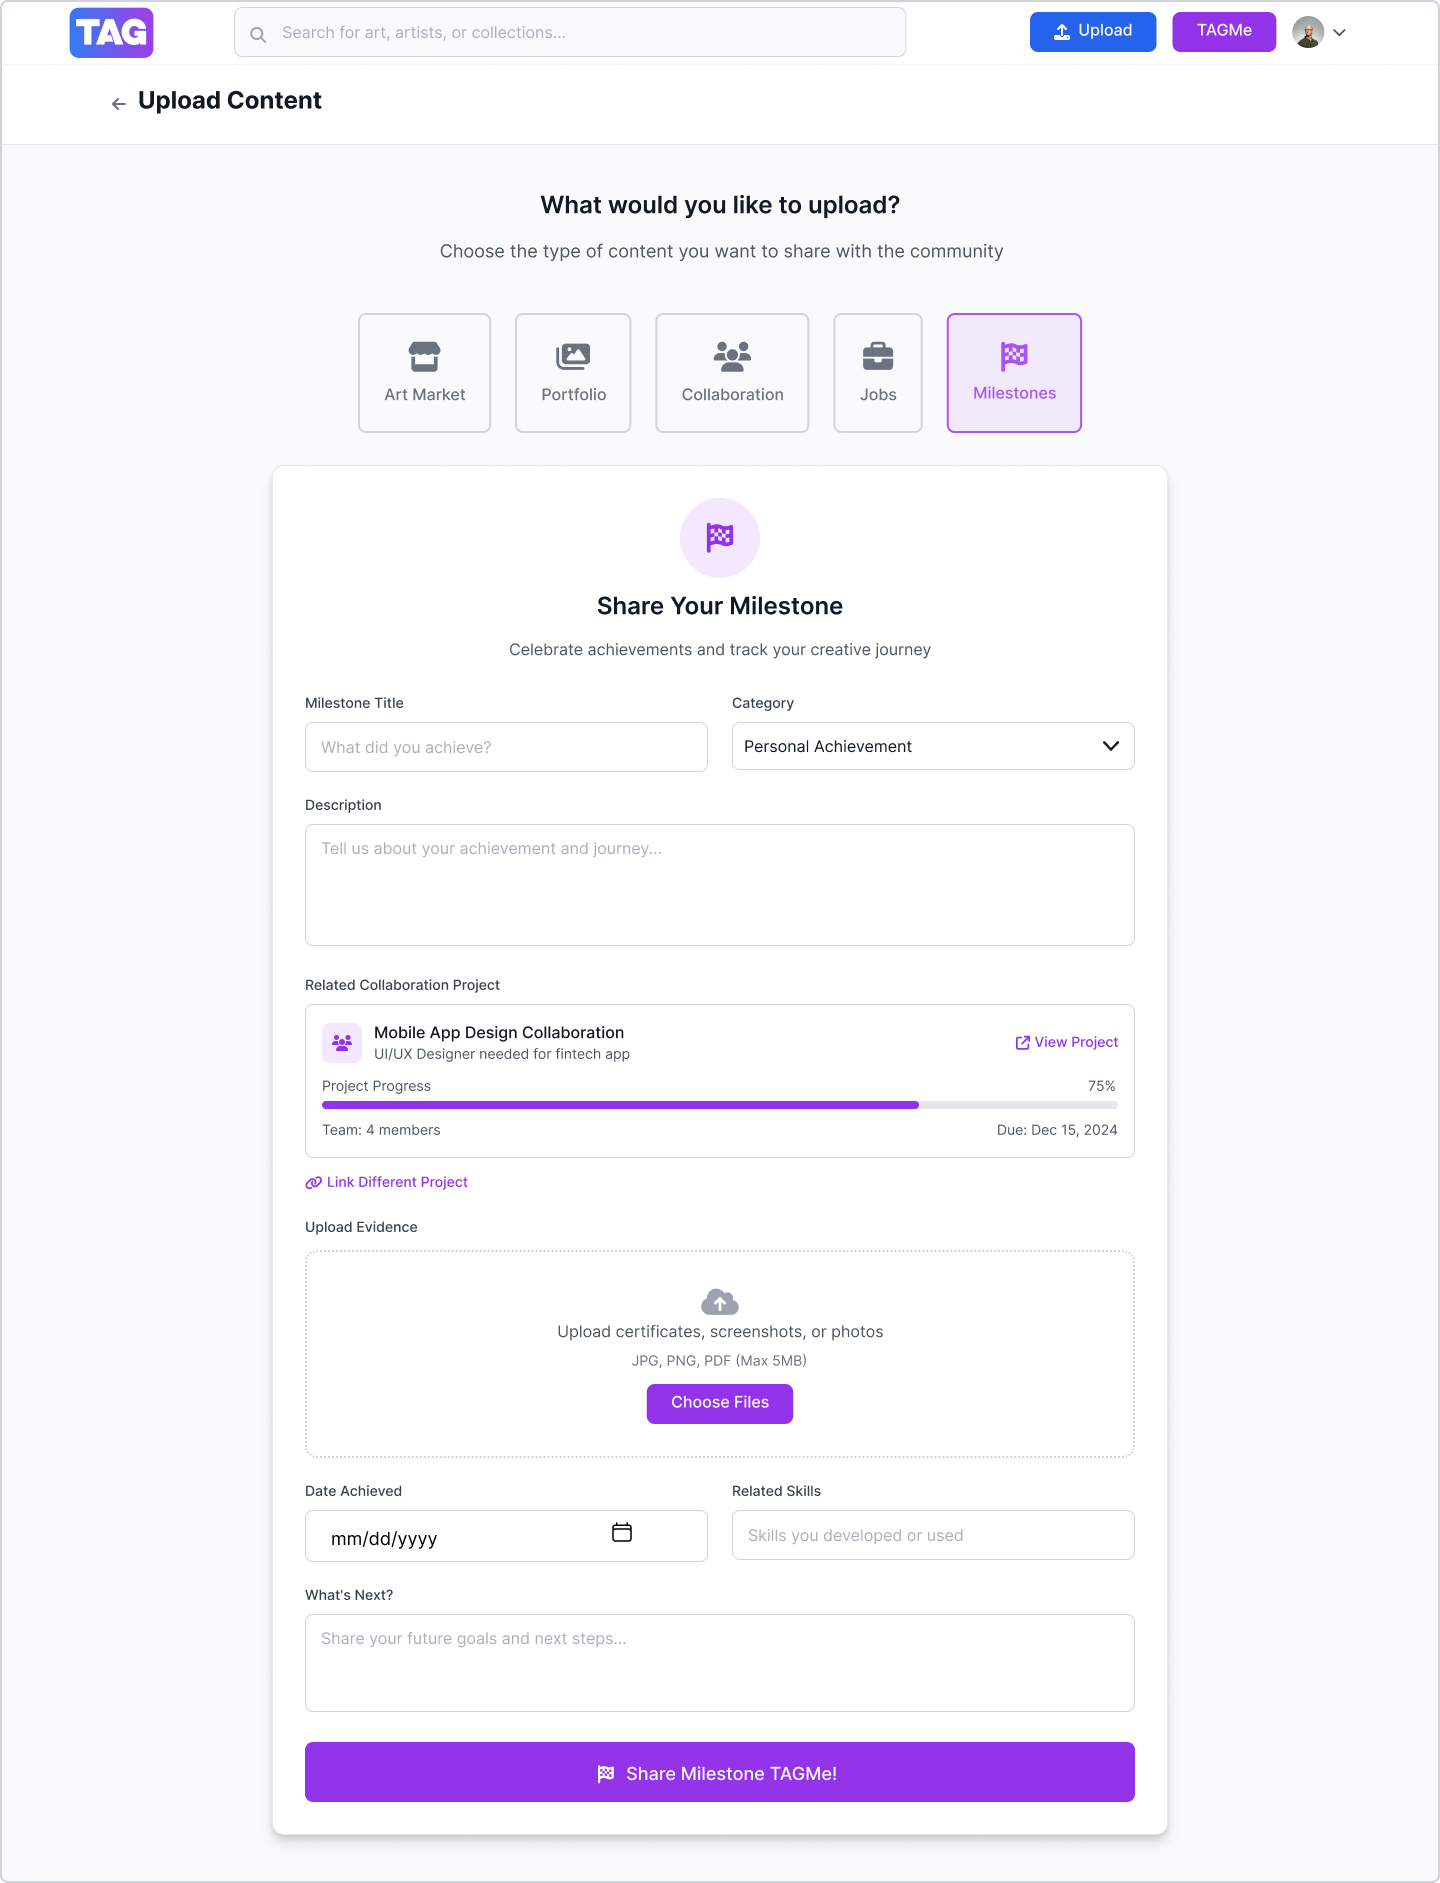 TAG
Search for art, artists, or collections...
Upload
TAGMe
Upload Content
What would you like to upload?
Choose the type of content you want to share with the community
Art Market
Portfolio
Collaboration
Jobs
Milestones
Share Your Milestone
Celebrate achievements and track your creative journey
Milestone Title
Category
What did you achieve?
Personal Achievement
Description
Tell us about your achievement and journey...
Related Collaboration Project
Mobile App Design Collaboration
UI/UX Designer needed for fintech app
View Project
Project Progress
75%
Team: 4 members
Due: Dec 15, 2024
Link Different Project
Upload Evidence
Upload certificates, screenshots, or photos
JPG, PNG, PDF (Max 5MB)
Choose Files
Date Achieved
Related Skills
mm/dd/yyyy
Skills you developed or used
What's Next?
Share your future goals and next steps...
Share Milestone TAGMe!